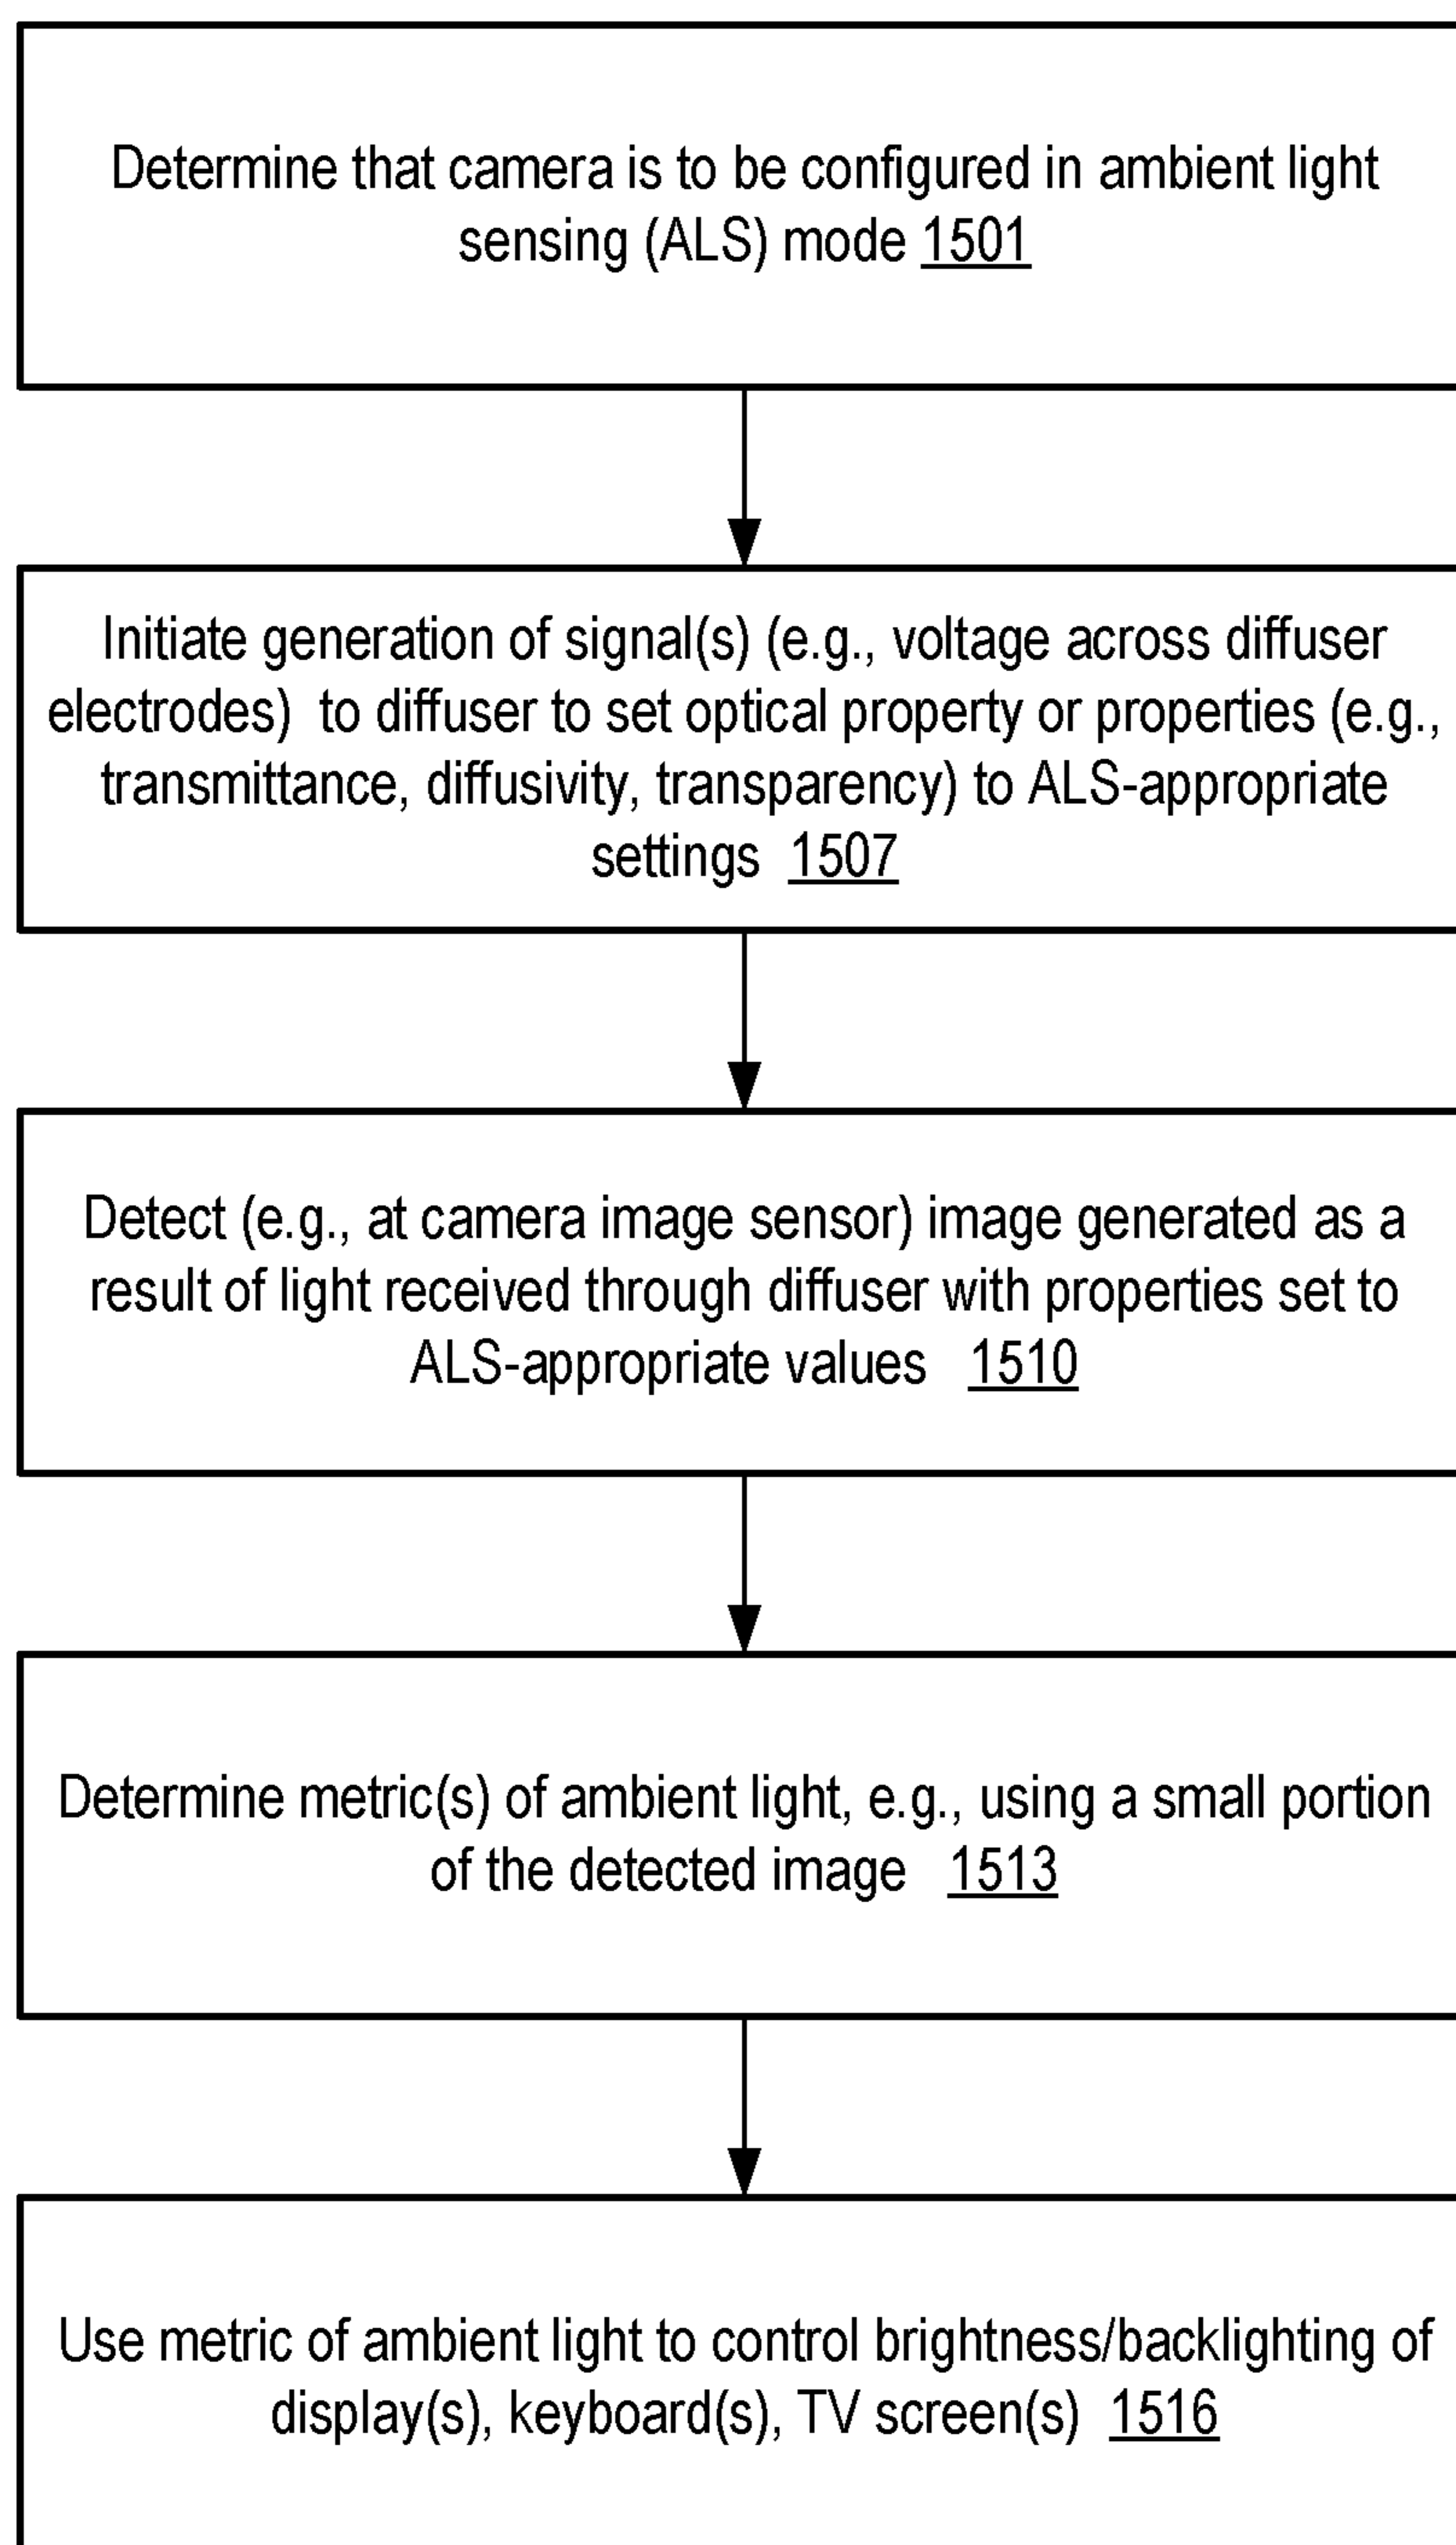 Determine that camera is to be configured in ambient light
sensing (ALS) mode 1501
Initiate generation of signal(s) (e.g., voltage across diffuser
electrodes)  to diffuser to set optical property or properties (e.g.,
transmittance, diffusivity, transparency) to ALS-appropriate
settings  1507
Detect (e.g., at camera image sensor) image generated as a
result of light received through diffuser with properties set to
ALS-appropriate values   1510
Determine metric(s) of ambient light, e.g., using a small portion
of the detected image   1513
Use metric of ambient light to control brightness/backlighting of
display(s), keyboard(s), TV screen(s)  1516